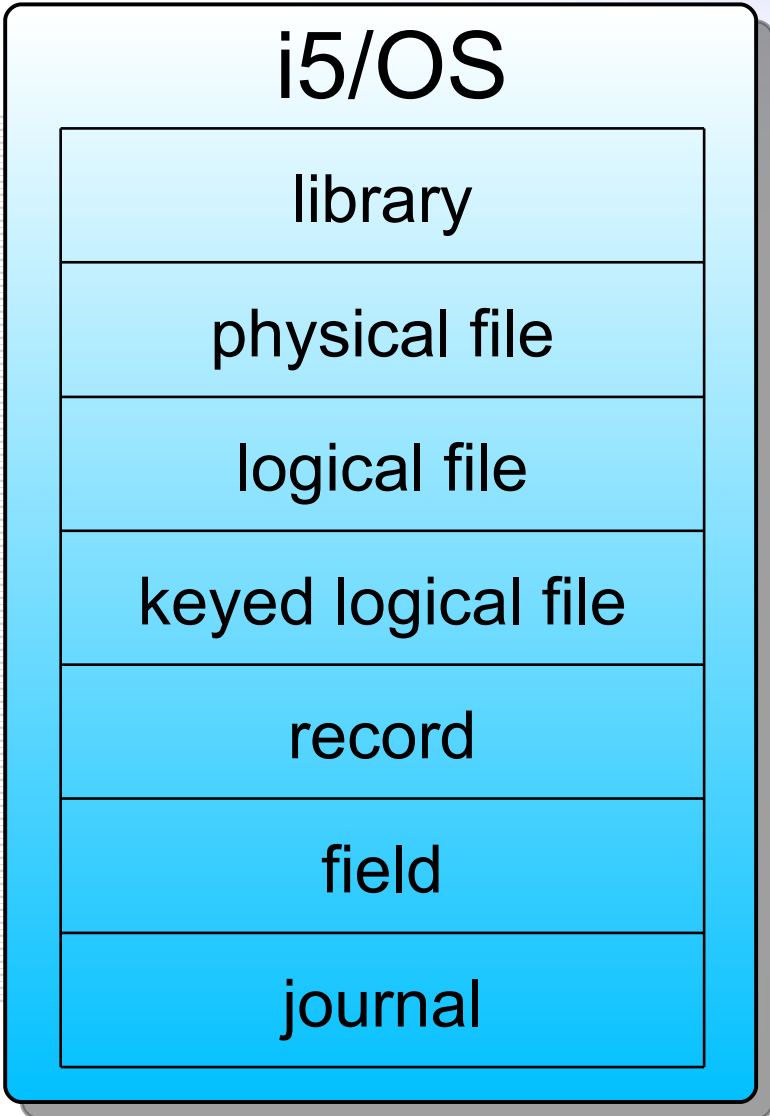 i5/OS
library
physical file
logical file
keyed logical file
record
field
journal